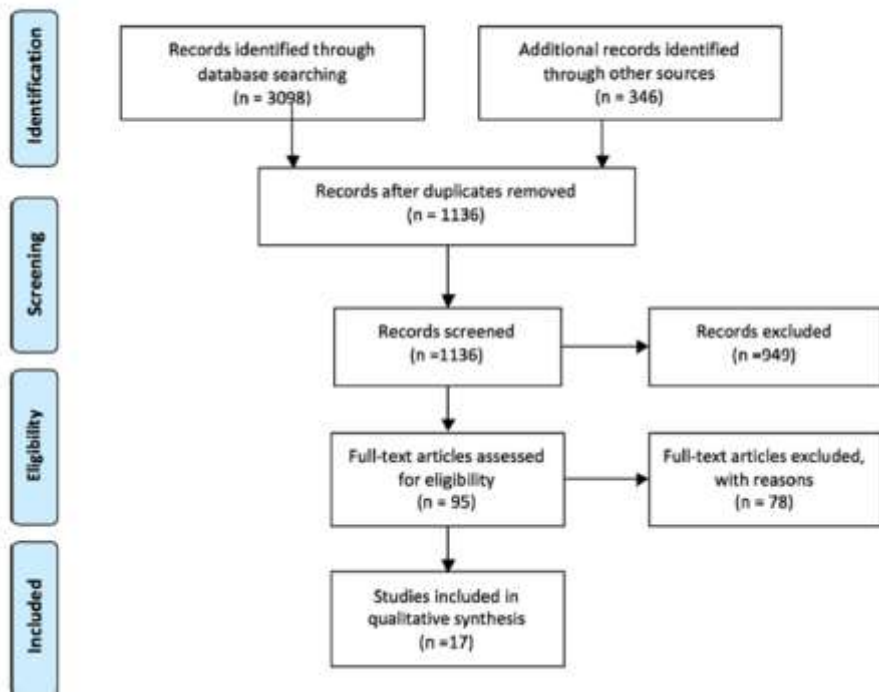 Identification
Records identified through
database searching
(n = 3098)
Additional records identified
through other sources
(n = 346)
Records after duplicates removed
(n = 1136)
Screening
Records screened
(n =1136)
Records excluded
(n =949)
Eligibility
Full-text articles assessed
for eligibility
(n = 95)
Full-text articles excluded,
with reasons
(n = 78)
Included
Studies included in
qualitative synthesis
(n =17)